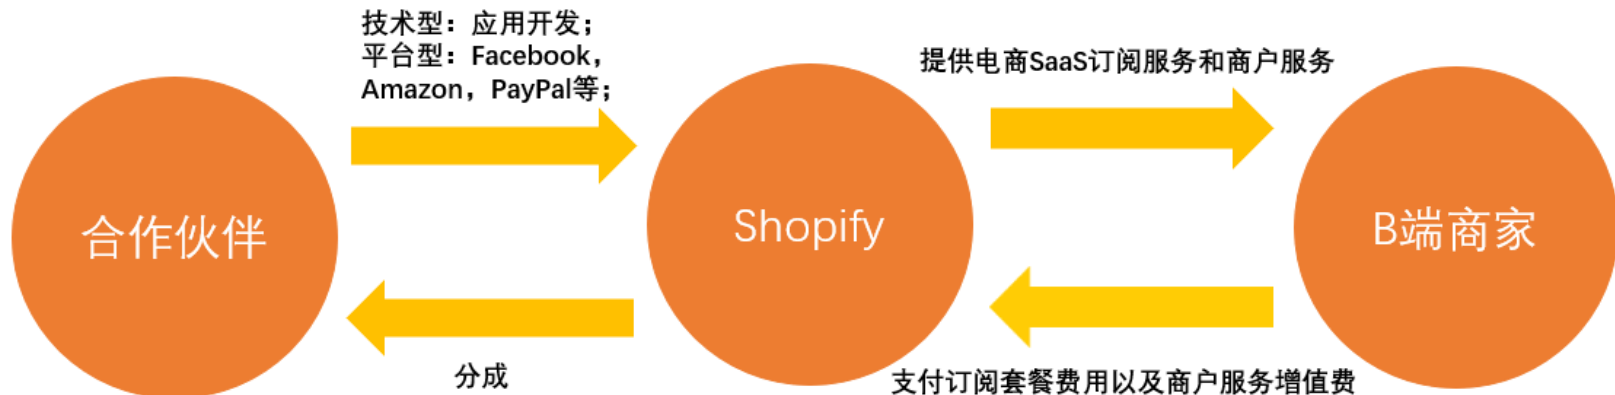 技术型：应用开发；
平台型：Facebook，
Amazon，PayPal等；
提供电商SaaS订阅服务和商户服务
合作伙伴
Shopify
B端商家
分成
支付订阅套餐费用以及商户服务增值费